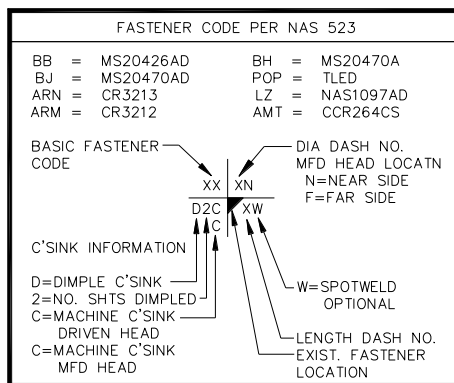 FASTENER CODE PER NAS 523
BB = MS20426AD
BJ = MS20470AD
ARN = CR3213
ARM = CR3212
BH = MS20470A
POP = TLED
LZ = NAS1097AD
AMT = CCR264CS
BASIC FASTENER
CODE
DIA DASH NO.
MFD HEAD LOCATN
N=NEAR SIDE
F=FAR SIDE
XX XN
D2C XW
C
C'SINK INFORMATION
D=DIMPLE C'SINK
2=NO. SHTS DIMPLED
C=MACHINE C'SINK
DRIVEN HEAD
C=MACHINE C'SINK
MFD HEAD
W=SPOTWELD
OPTIONAL
LENGTH DASH NO.
EXIST. FASTENER
LOCATION